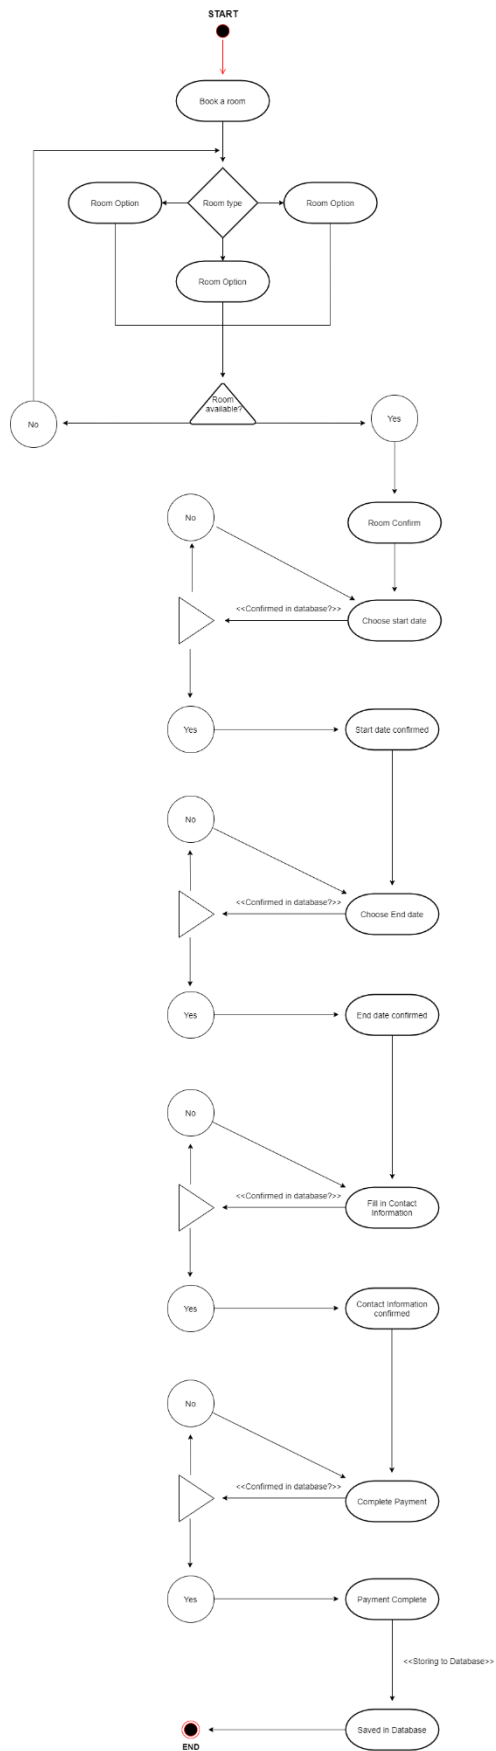 START
Book a room
Room Option
Room type
Room Option
Room Option
Room
available?
No
Yes
No
Room Confirm
<<Confirmed in database?>>
Choose start date
Yes
Start date confirmed
No
<<Confirmed in database?>>
Choose End date
Yes
End date confirmed
No
<<Confirmed in database?>>
Fill in Contact
Information
Yes
Contact Information
confirmed
No
<<Confirmed in database?>>
Complete Payment
Yes
Payment Complete
<<Storing to Database>>
Saved in Database
END